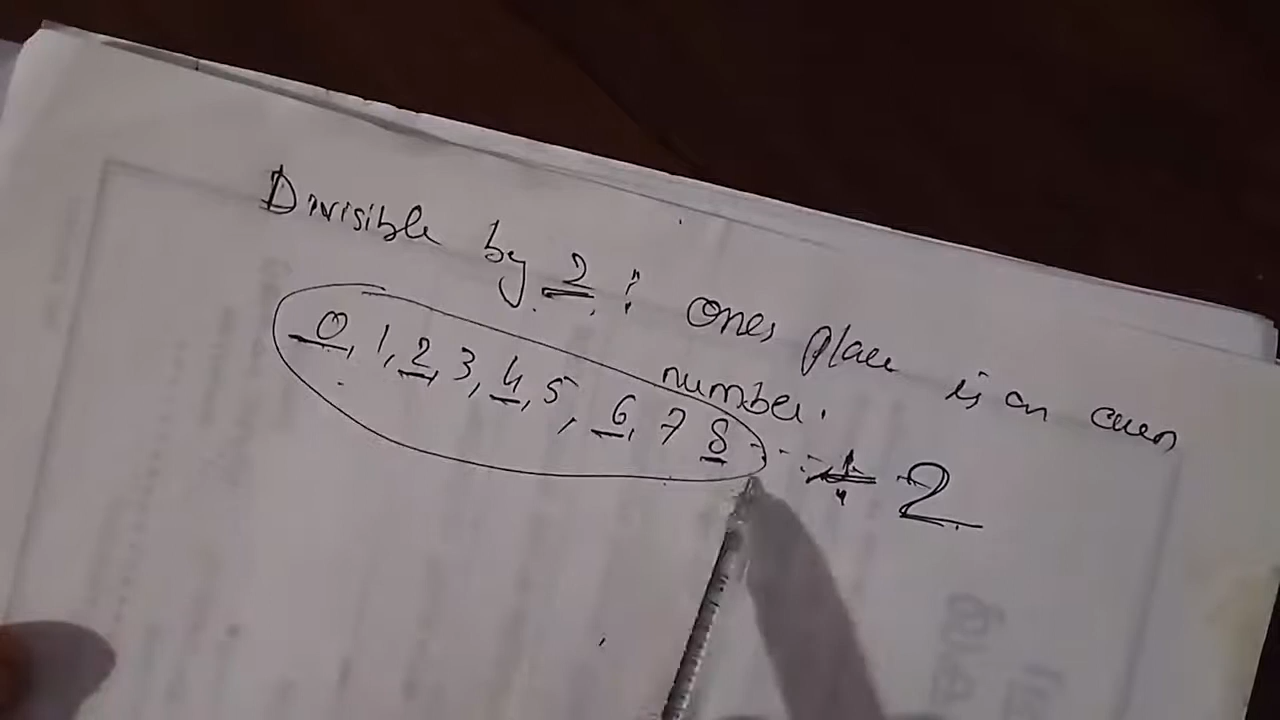 Divisible by 2 : ones place is an even
number.
0, 1, 2, 3, 4, 5, 6, 7 8 ÷ 2